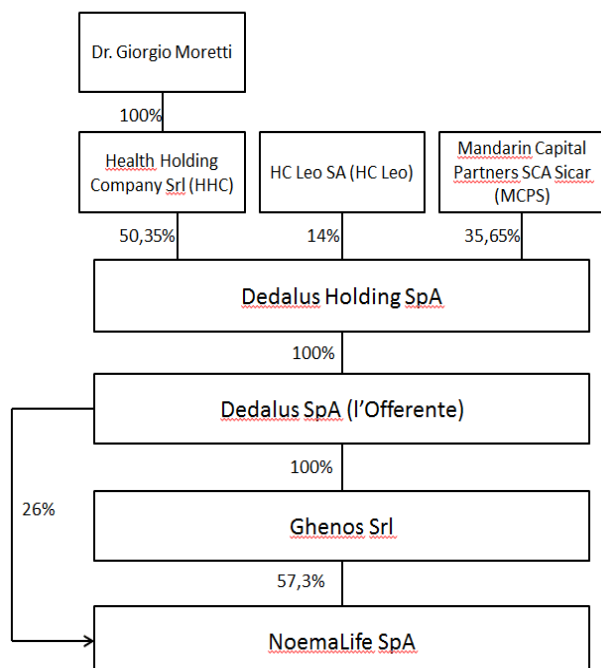 Dr. Giorgio Moretti
100%
Health Holding
Company Srl (HHC)
HC Leo SA (HC Leo)
Mandarin Capital
Partners SCA Sicar
(MCPS)
50,35%
14%
35,65%
Dedalus Holding SpA
100%
Dedalus SpA (l'Offerente)
100%
26%
Ghenos Srl
57,3%
NoemaLife SpA